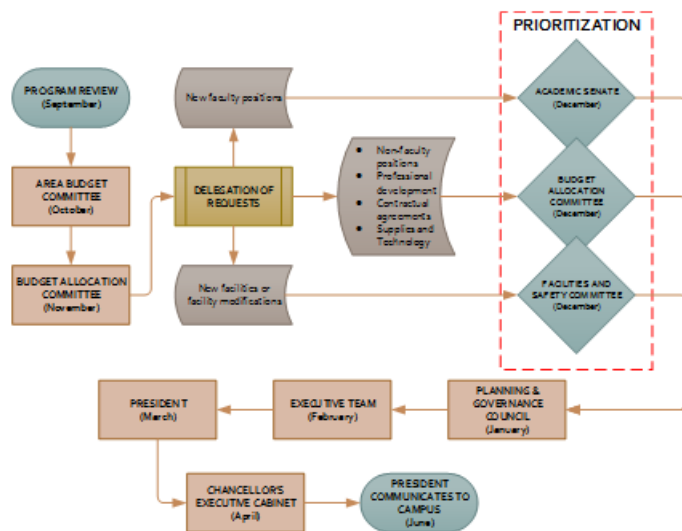 PRIORITIZATION
PROGRAM REVIEW
(September)
New faculty positions
ACADEMIC SENATE
(December)
AREA BUDGET
COMMITTEE
(October)
DELEGATION OF
REQUESTS
• Non-faculty
positions
• Professional
development
• Contractual
agreements
• Supplies and
Technology
BUDGET
ALLOCATION
COMMITTEE
(December)
BUDGET ALLOCATION
COMMITTEE
(November)
New facilities or
facility modifications
FACILITIES AND
SAFETY COMMITTEE
(December)
PRESIDENT
(March)
EXECUTIVE TEAM
(February)
PLANNING &
GOVERNANCE
COUNCIL
(January)
CHANCELLOR'S
EXECUTIVE CABINET
(April)
PRESIDENT
COMMUNICATES TO
CAMPUS
(June)